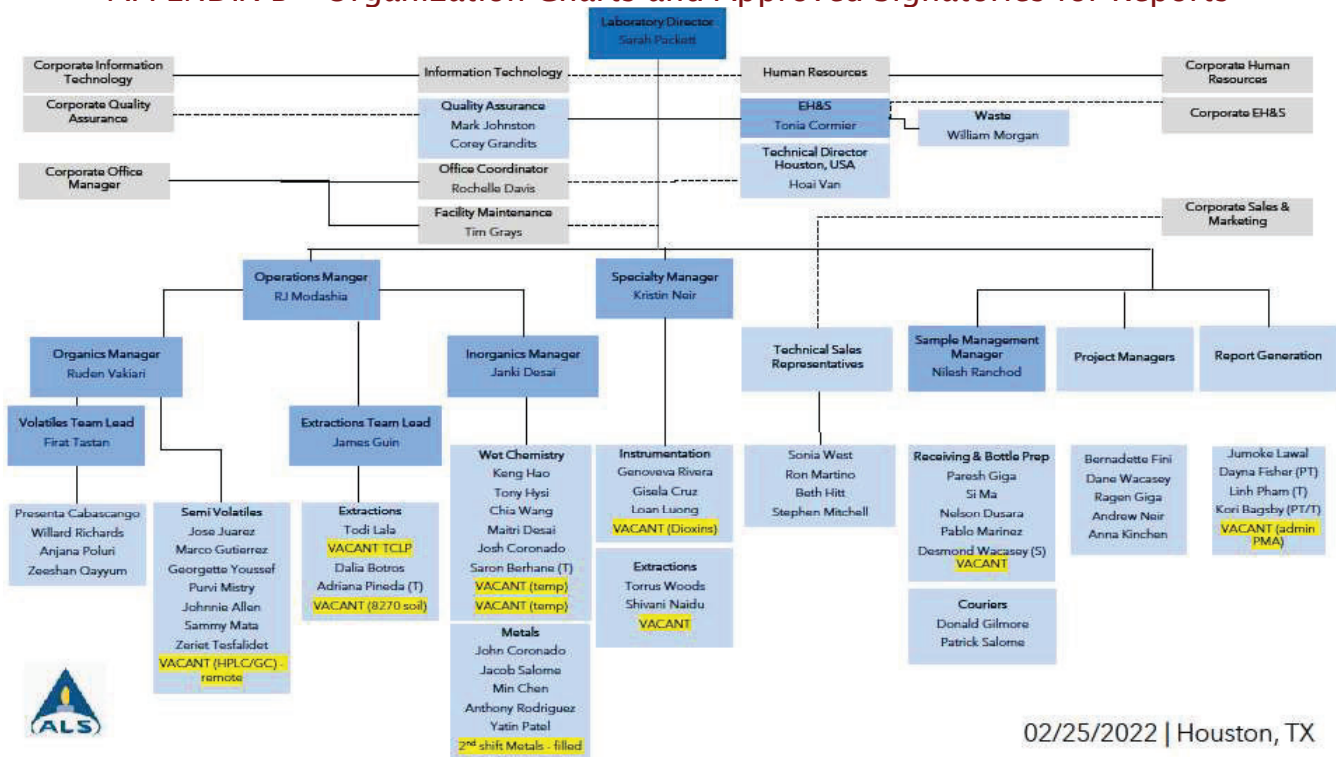 APPENDIX B – Organization Charts and Approved Signatories for Reports
Laboratory Director
Sarah Packett
Corporate Information
Technology
Information Technology
Human Resources
Corporate Human
Resources
Corporate Quality
Assurance
Quality Assurance
Mark Johnston
Corey Grandits
EH&S
Tonia Cormier
Waste
William Morgan
Corporate EH&S
Technical Director
Houston, USA
Hoai Van
Corporate Office
Manager
Office Coordinator
Rochelle Davis
Facility Maintenance
Tim Grays
Corporate Sales &
Marketing
Operations Manger
RJ Modashia
Specialty Manager
Kristin Neir
Organics Manager
Ruden Vakiari
Inorganics Manager
Janki Desai
Technical Sales
Representatives
Sample Management
Manager
Nilesh Ranchod
Project Managers
Report Generation
Volatiles Team Lead
Firat Tastan
Extractions Team Lead
James Guin
Presenta Cabascango
Willard Richards
Anjana Poluri
Zeeshan Qayyum
Semi Volatiles
Jose Juarez
Marco Gutierrez
Georgette Youssef
Purvi Mistry
Johnnie Allen
Sammy Mata
Zeriet Tesfalidet
VACANT (HPLC/GC) -
remote
Extractions
Todi Lala
VACANT TCLP
Dalia Botros
Adriana Pineda (T)
VACANT (8270 soil)
Wet Chemistry
Keng Hao
Tony Hysi
Chia Wang
Maitri Desai
Josh Coronado
Saron Berhane (T)
VACANT (temp)
VACANT (temp)
Metals
John Coronado
Jacob Salome
Min Chen
Anthony Rodriguez
Yatin Patel
2nd shift Metals - filled
Instrumentation
Genoveva Rivera
Gisela Cruz
Loan Luong
VACANT (Dioxins)
Extractions
Torrus Woods
Shivani Naidu
VACANT
Sonia West
Ron Martino
Beth Hitt
Stephen Mitchell
Receiving & Bottle Prep
Paresh Giga
Si Ma
Nelson Dusara
Pablo Marinez
Desmond Wacasey (S)
VACANT
Couriers
Donald Gilmore
Patrick Salome
Bernadette Fini
Dane Wacasey
Ragen Giga
Andrew Neir
Anna Kinchen
Jumoke Lawal
Dayna Fisher (PT)
Linh Pham (T)
Kori Bagsby (PT/T)
VACANT (admin
PMA)
ALS
02/25/2022 | Houston, TX